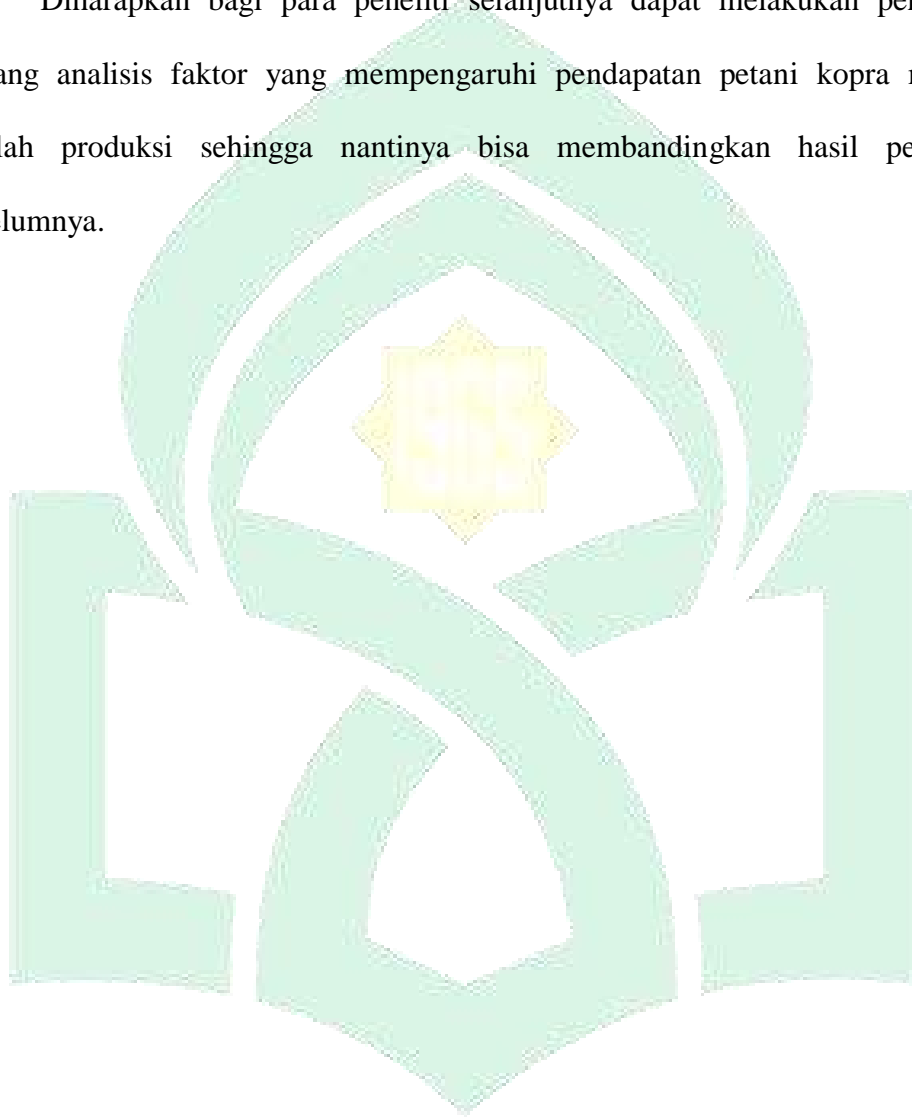 Diharapkan bagi para peneliti selanjutnya dapat melakukan pe
ang analisis faktor yang mempengaruhi pendapatan petani kopra
lah produksi sehingga nantinya bisa membandingkan hasil pe
elumnya.